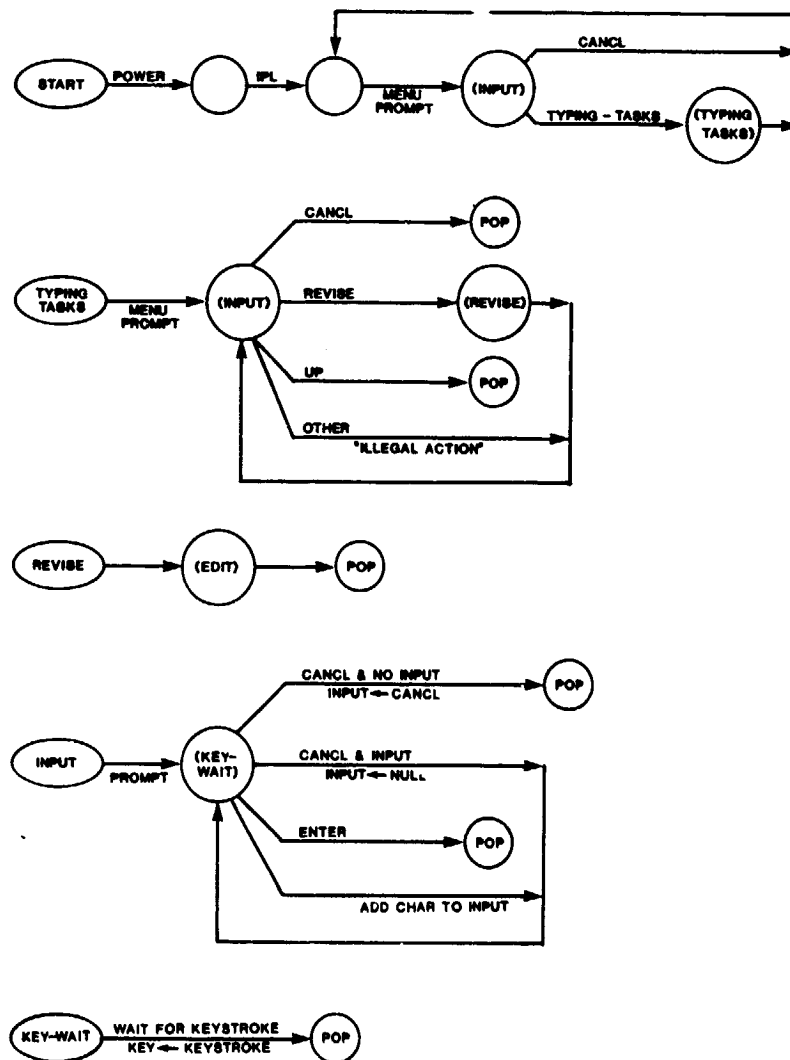 CANCL
START
POWER
IPL
MENU
PROMPT
(INPUT)
TYPING - TASKS
(TYPING
TASKS)
CANCL
POP
TYPING
TASKS
MENU
PROMPT
(INPUT)
REVISE
(REVISE)
UP
POP
OTHER
"ILLEGAL ACTION"
REVISE
(EDIT)
POP
CANCL & NO INPUT
INPUT ← CANCL
POP
INPUT
PROMPT
(KEY-
WAIT)
CANCL & INPUT
INPUT ← NULL
ENTER
POP
ADD CHAR TO INPUT
KEY-WAIT
WAIT FOR KEYSTROKE
KEY ← KEYSTROKE
POP